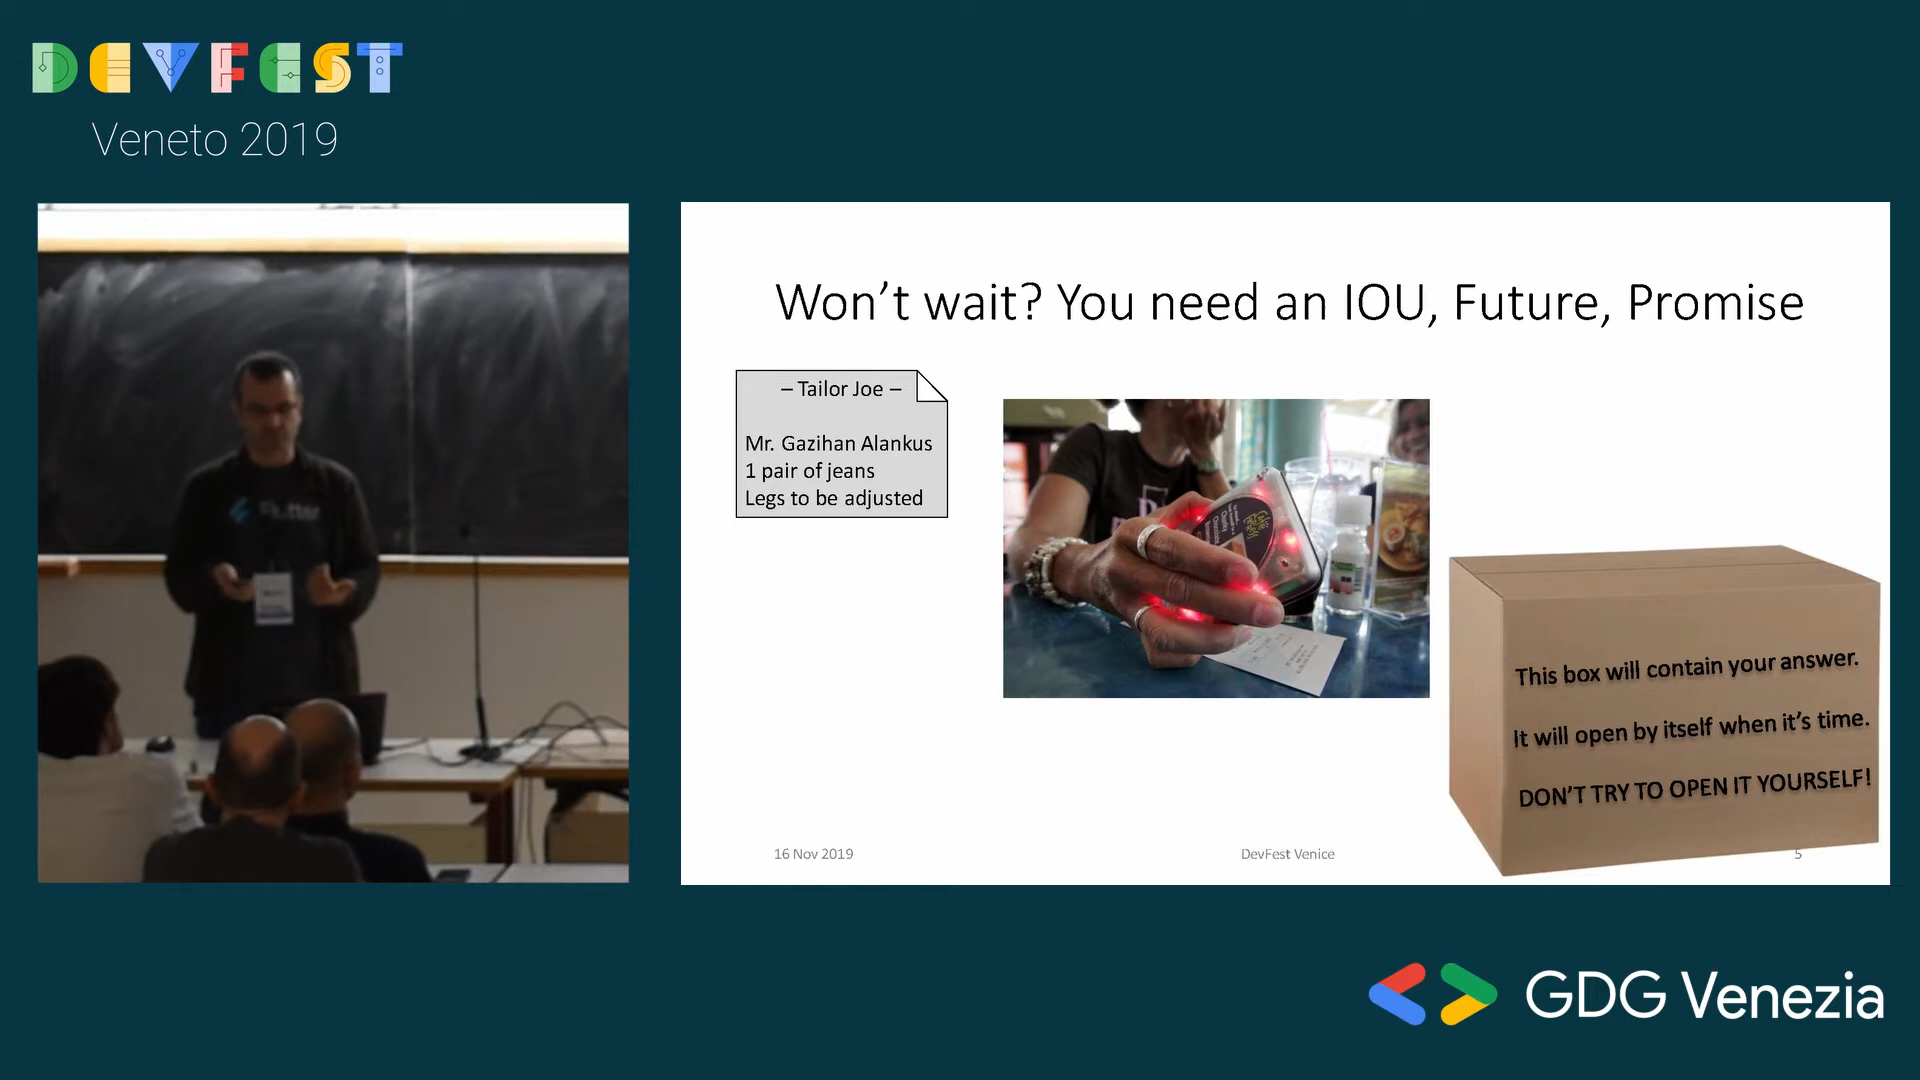 DEVFEST
Veneto 2019
Won't wait? You need an IOU, Future, Promise
– Tailor Joe –
Mr. Gazihan Alankus
1 pair of jeans
Legs to be adjusted
This box will contain your answer.
It will open by itself when it's time.
DON'T TRY TO OPEN IT YOURSELF!
16 Nov 2019
DevFest Venice
5
GDG Venezia